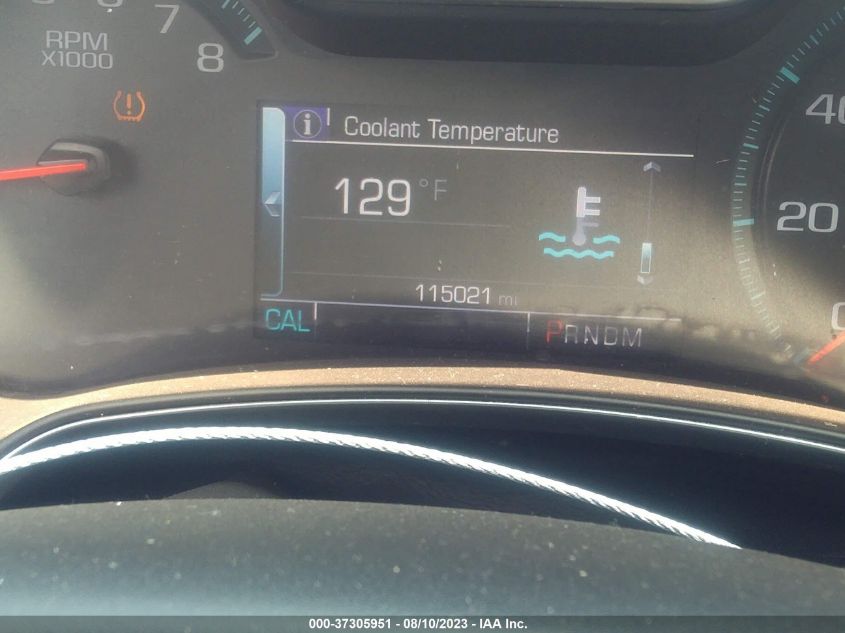 7
8
RPM
X1000
Coolant Temperature
129 °F
115021 mi
CAL
PRNDM
20
000-37305951 - 08/10/2023 - IAA Inc.